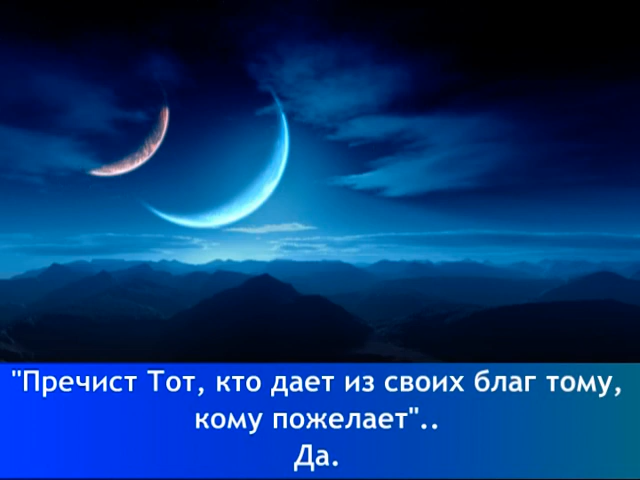 "Пречист Тот, кто дает из своих благ тому,
кому пожелает"..
Да.